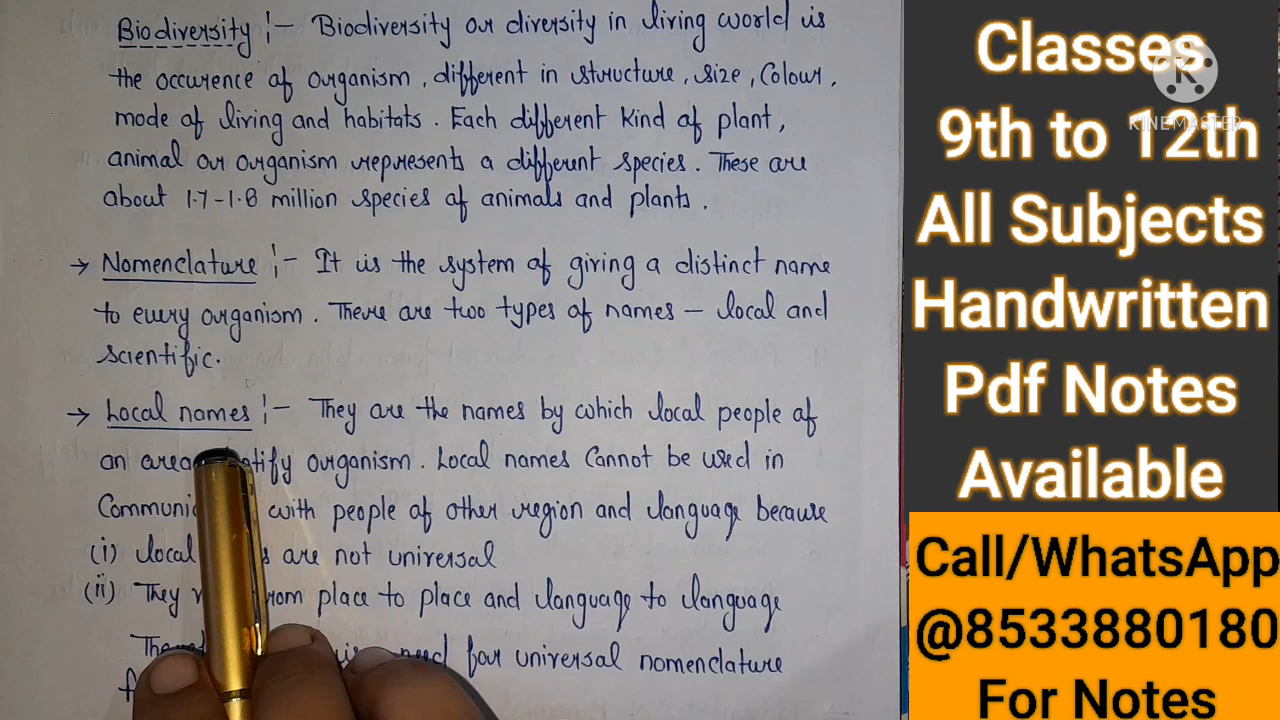 Biodiversity :- Biodiversity or diversity in living world is
the occurence of organism, different in structure, size, colour,
mode of living and habitats. Each different kind of plant,
animal or organism represents a different species. These are
about 1.7-1.8 million species of animals and plants.
→ Nomenclature :- It is the system of giving a distinct name
to every organism. There are two types of names - local and
scientific.
→ Local names :- They are the names by which local people of
an area organism. Local names cannot be used in
with people of other region and language because
(i) local are not universal
(ii) They from place to place and language to language
need for universal nomenclature
Classes
9th to 12th
All Subjects
Handwritten
Pdf Notes
Available
Call/WhatsApp
@8533880180
For Notes
KINEMASTER